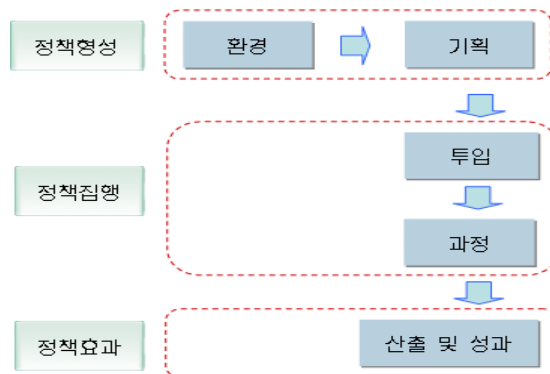 정책형성
환경
기획
정책집행
투입
과정
정책효과
산출 및 성과